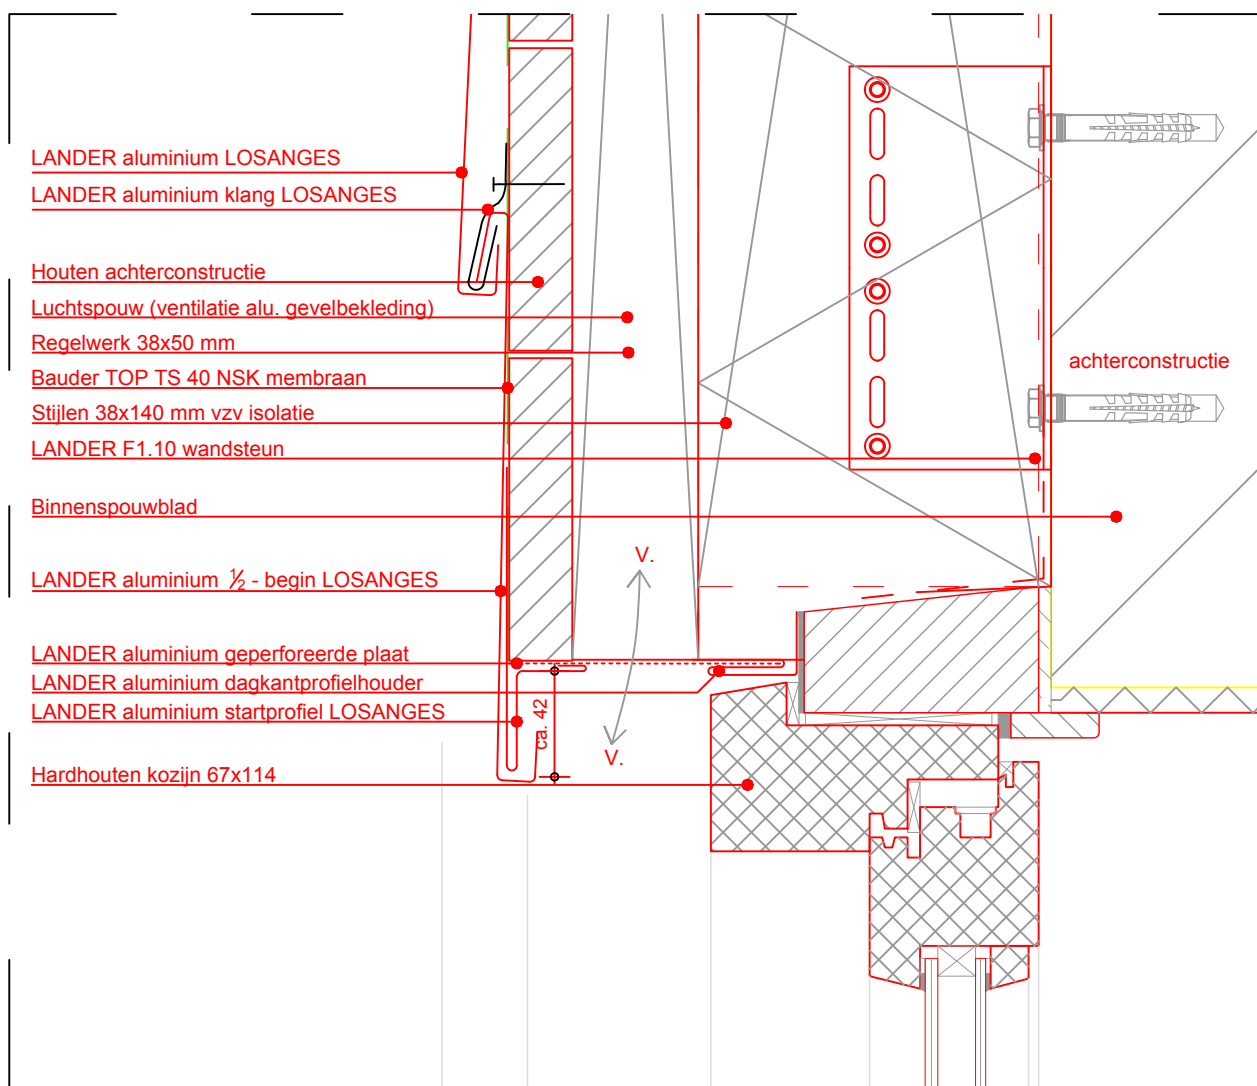 LANDER aluminium LOSANGES
LANDER aluminium klang LOSANGES
Houten achterconstructie
Luchtspouw (ventilatie alu. gevelbekleding)
Regelwerk 38x50 mm
achterconstructie
Bauder TOP TS 40 NSK membraan
Stijlen 38x140 mm vzv isolatie
LANDER F1.10 wandsteun
Binnenspouwblad
V.
LANDER aluminium ½ - begin LOSANGES
LANDER aluminium geperforeerde plaat
LANDER aluminium dagkantprofielhouder
LANDER aluminium startprofiel LOSANGES
ca. 42
V.
Hardhouten kozijn 67x114